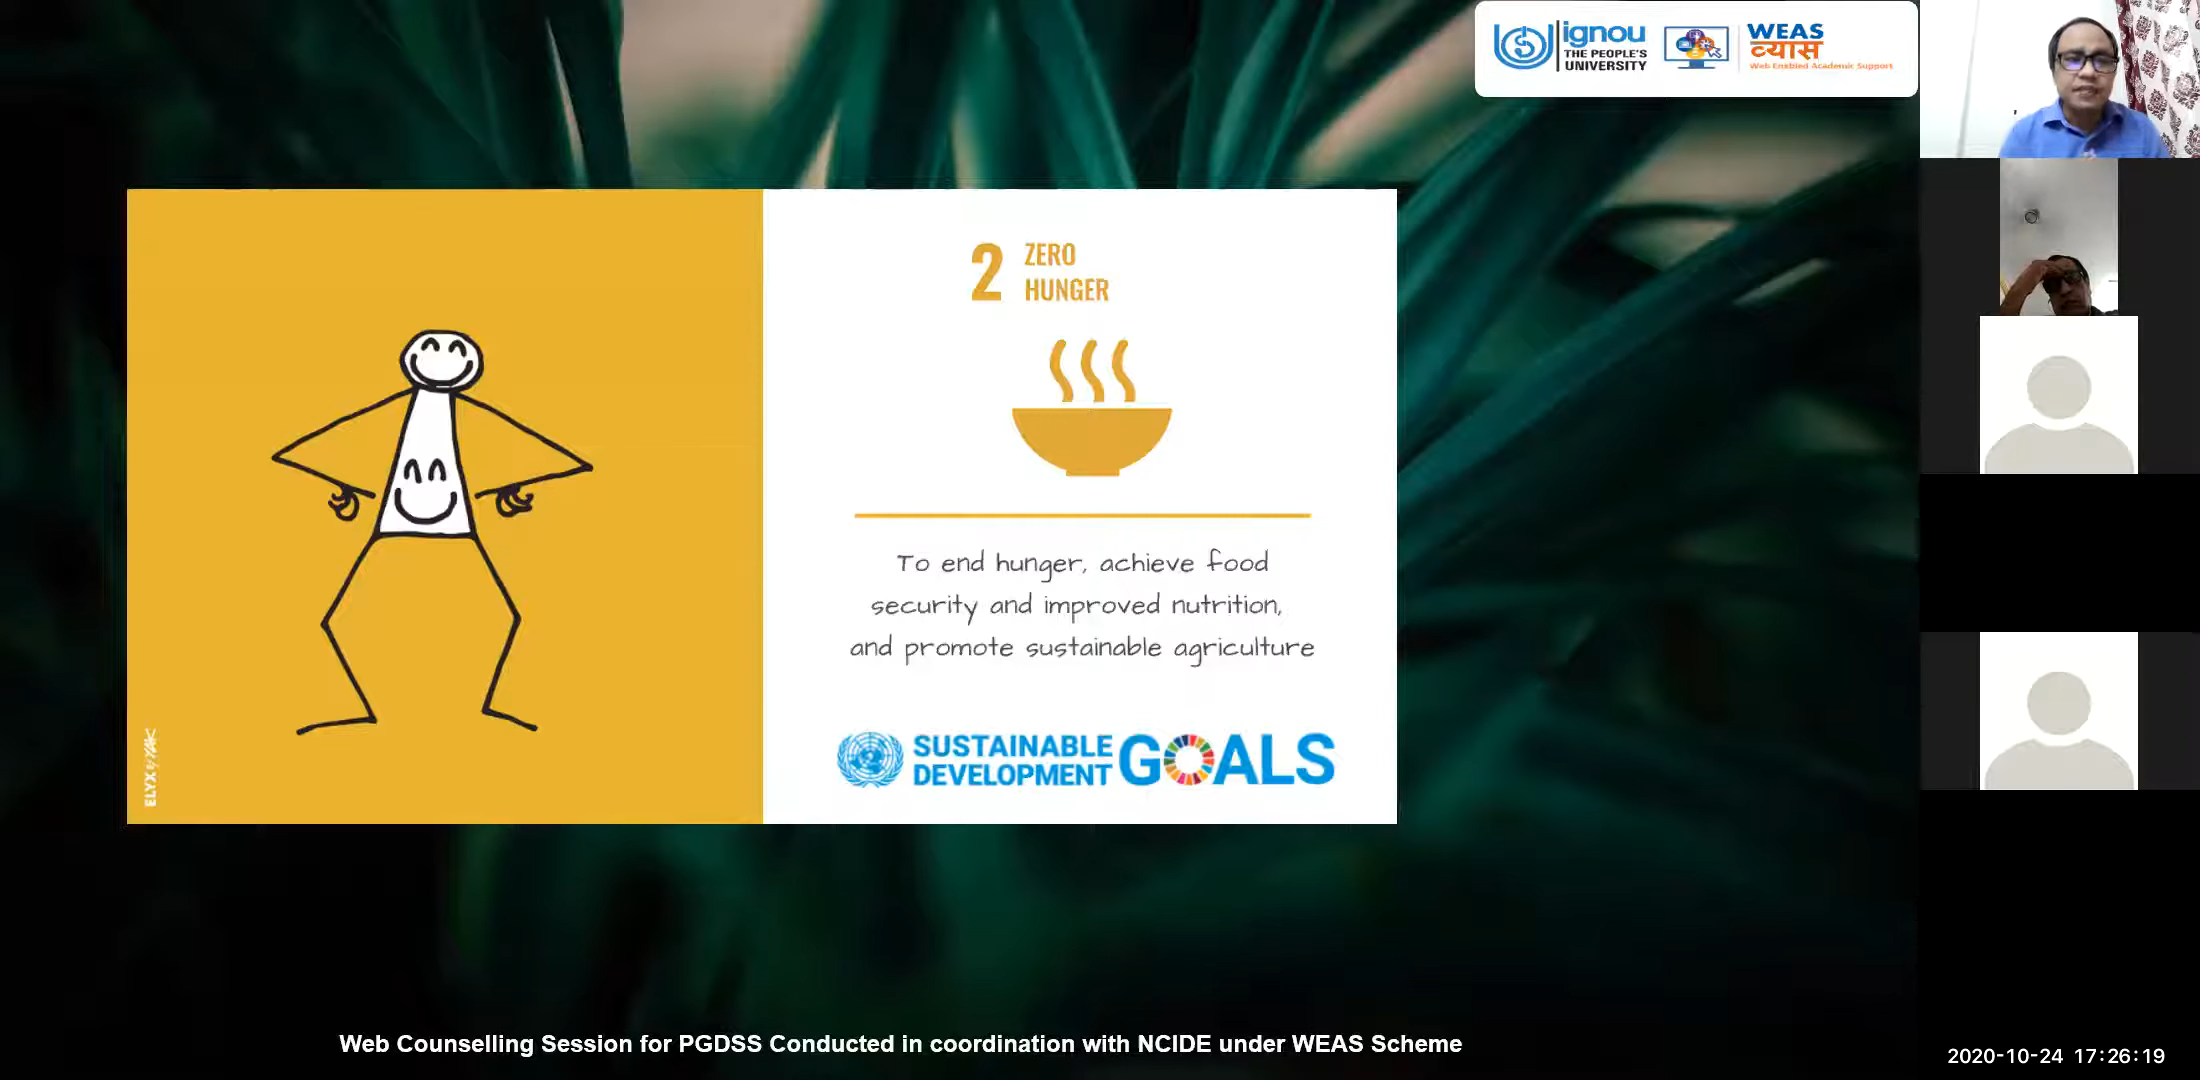 ignou
THE PEOPLE'S
UNIVERSITY
WEAS
व्यास
Web Enabled Academic Support
2 ZERO
HUNGER
To end hunger, achieve food
security and improved nutrition,
and promote sustainable agriculture
SUSTAINABLE
DEVELOPMENT
GOALS
ELYX by YAK
Web Counselling Session for PGDSS Conducted in coordination with NCIDE under WEAS Scheme
2020-10-24 17:26:19